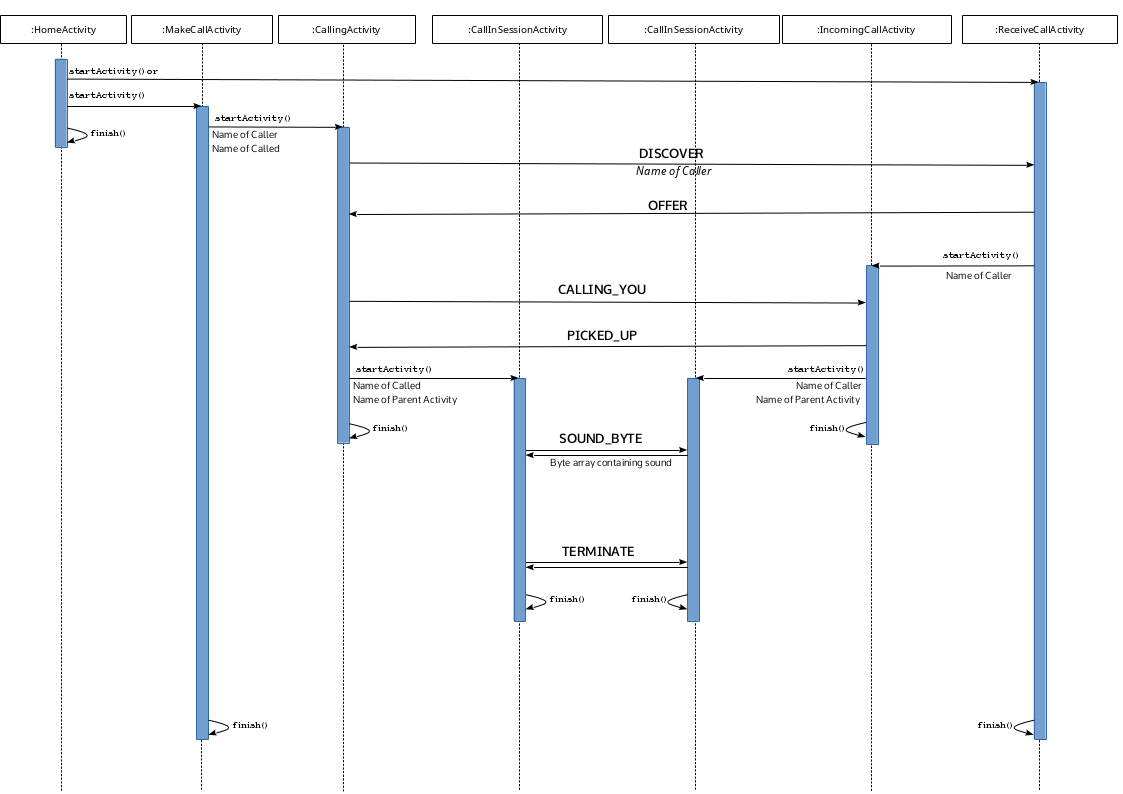 :HomeActivity
:MakeCallActivity
:CallingActivity
:CallInSessionActivity
:CallInSessionActivity
:IncomingCallActivity
:ReceiveCallActivity
startActivity() or
startActivity()
finish()
startActivity()
Name of Caller
Name of Called
DISCOVER
Name of Caller
OFFER
startActivity()
Name of Caller
CALLING_YOU
PICKED_UP
startActivity()
Name of Called
Name of Parent Activity
startActivity()
Name of Caller
Name of Parent Activity
finish()
finish()
SOUND_BYTE
Byte array containing sound
TERMINATE
finish()
finish()
finish()
finish()